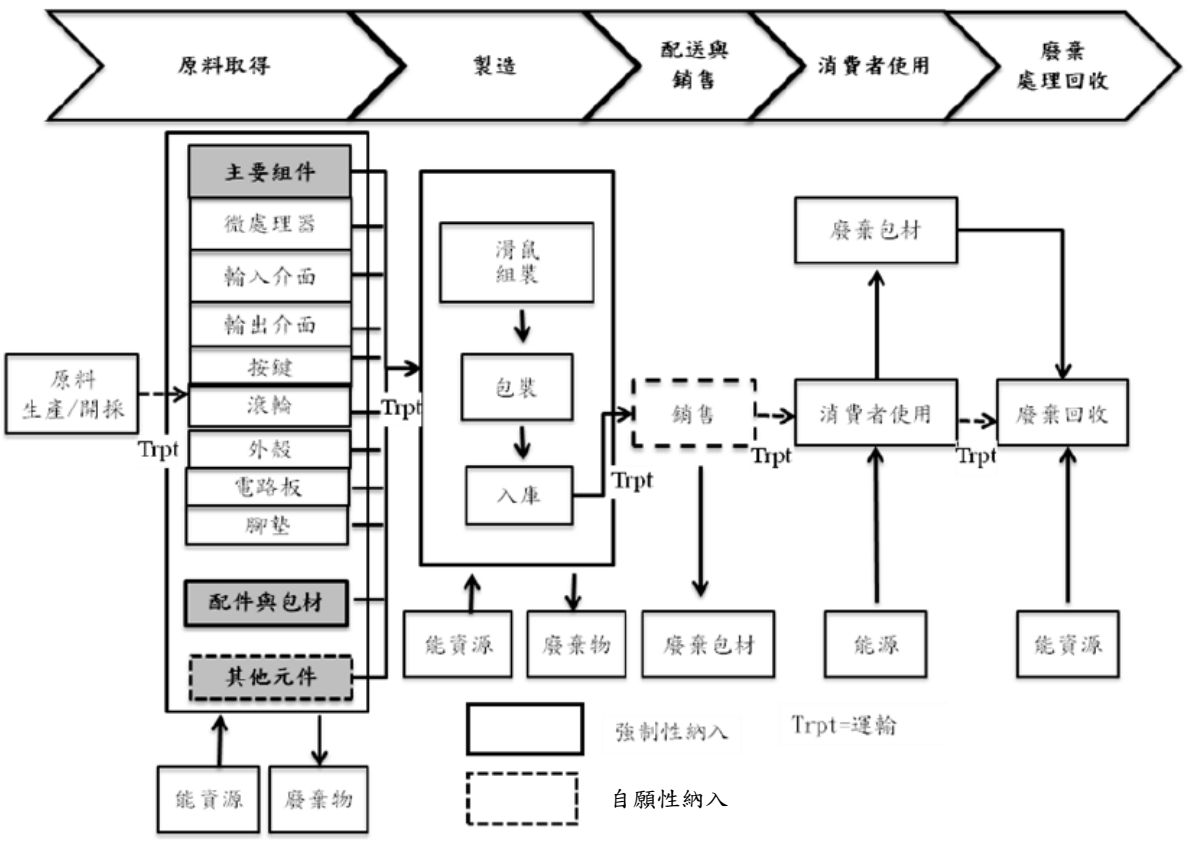 原料取得
製造
配送與
銷售
消費者使用
廢棄
處理回收
主要組件
微處理器
輸入介面
輸出介面
按鍵
滾輪
外殼
電路板
腳墊
配件與包材
其他元件
原料
生產/開採
Trpt
能資源
廢棄物
Trpt
滑鼠
組裝
包裝
入庫
能資源
廢棄物
Trpt
銷售
廢棄包材
Trpt
廢棄包材
消費者使用
能源
Trpt
廢棄回收
能資源
強制性納入
自願性納入
Trpt=運輸